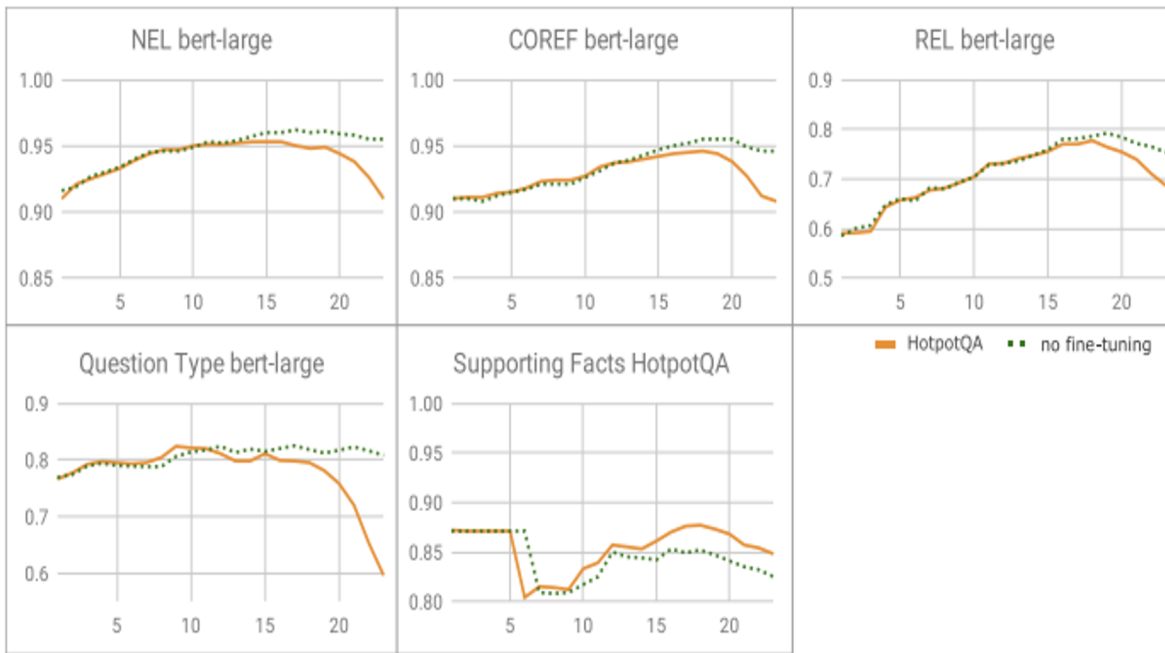 NEL bert-large
1.00
0.95
0.90
0.85
5 10 15 20
COREF bert-large
1.00
0.95
0.90
0.85
5 10 15 20
REL bert-large
0.9
0.8
0.7
0.6
0.5
5 10 15 20
HotpotQA no fine-tuning
Question Type bert-large
0.9
0.8
0.7
0.6
5 10 15 20
Supporting Facts HotpotQA
1.00
0.95
0.90
0.85
0.80
5 10 15 20